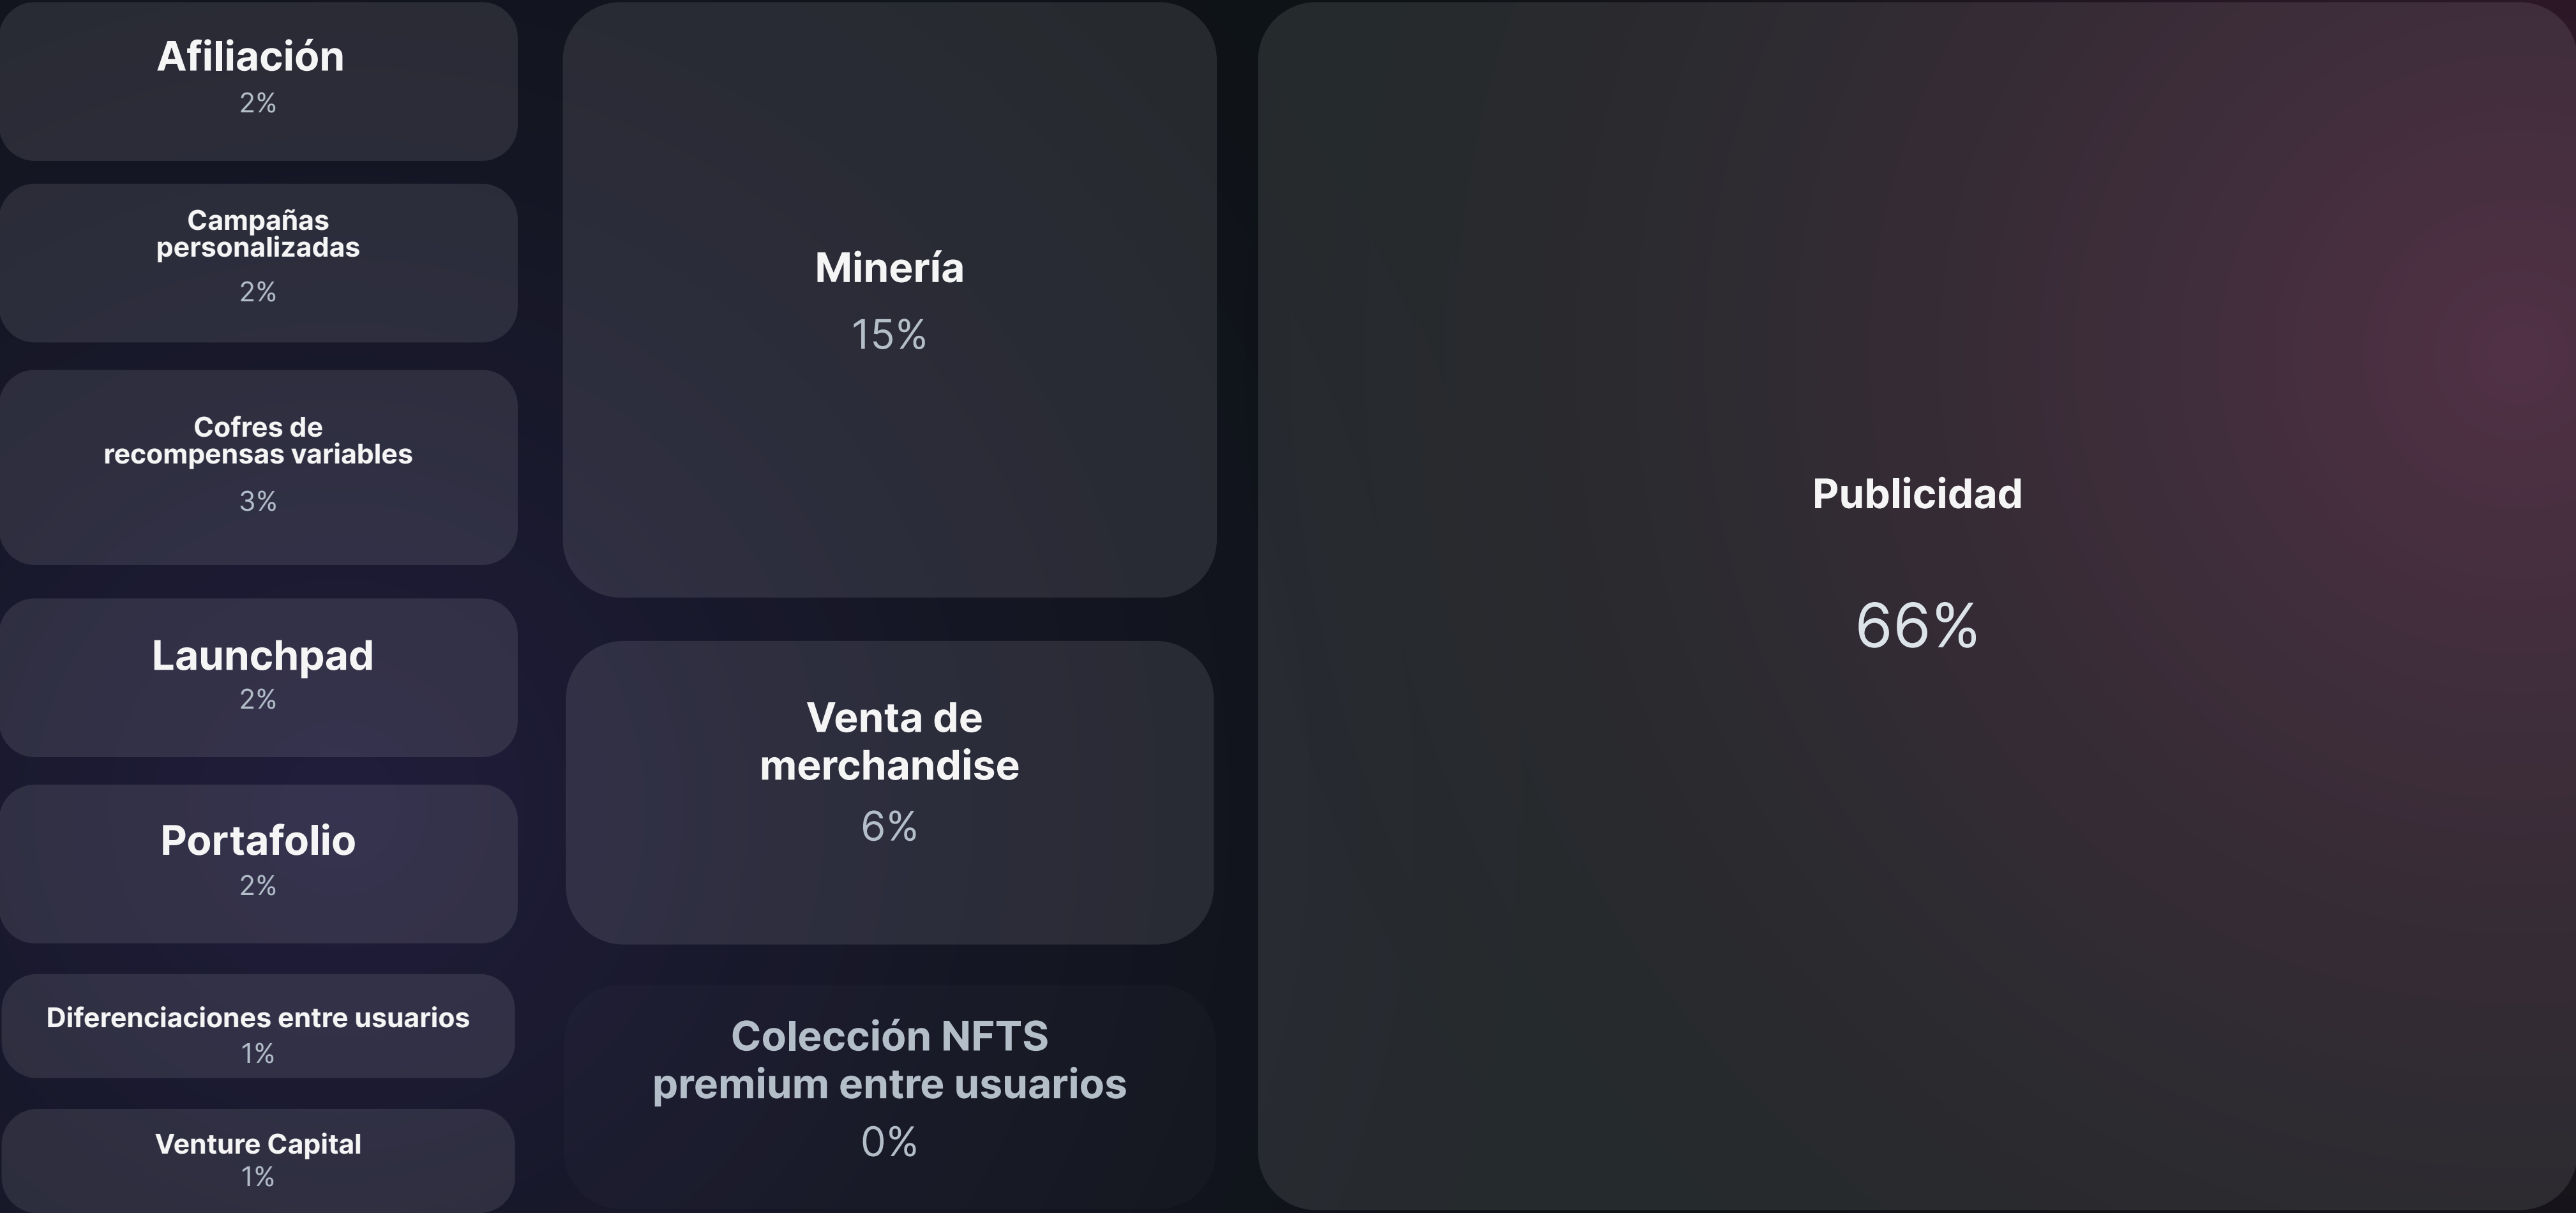 Afiliación
2%
Campañas
personalizadas
2%
Cofres de
recompensas variables
3%
Launchpad
2%
Portafolio
2%
Diferenciaciones entre usuarios
1%
Venture Capital
1%
Minería
15%
Venta de
merchandise
6%
Colección NFTS
premium entre usuarios
0%
Publicidad
66%